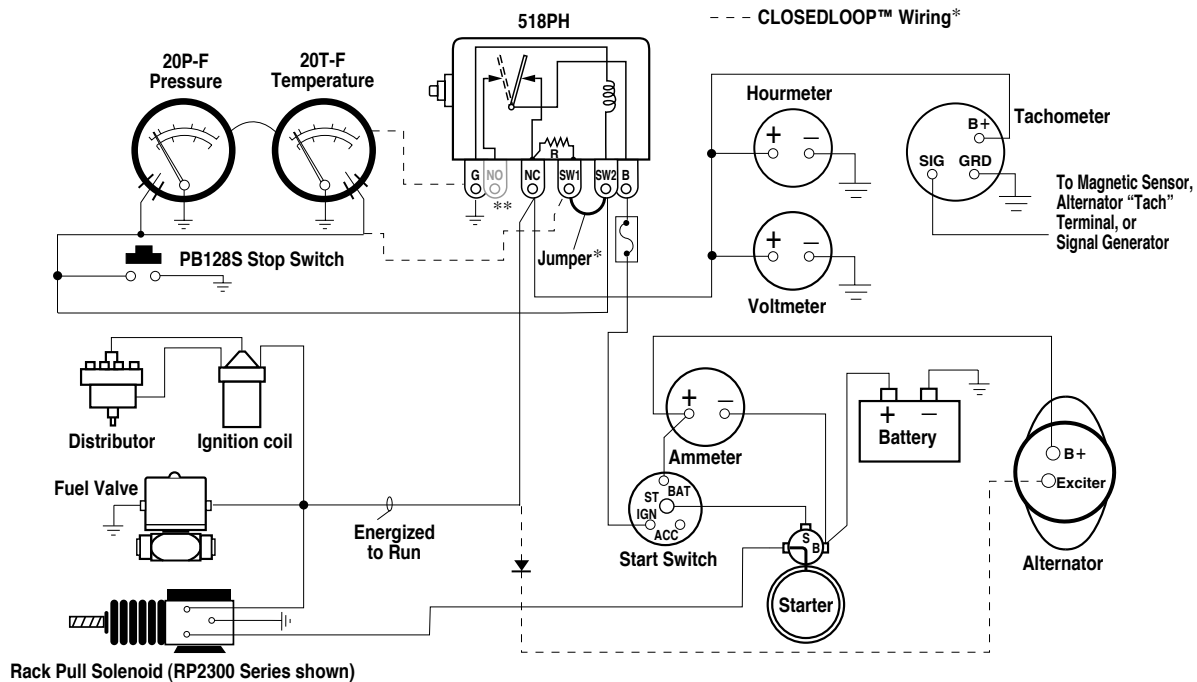 518PH
- - - CLOSEDLOOP™ Wiring*
20P-F
Pressure
20T-F
Temperature
Hourmeter
+ −
Tachometer
B+
SIG GRD
R
G NO NC SW1 SW2 B
**
To Magnetic Sensor,
Alternator “Tach”
Terminal, or
Signal Generator
PB128S Stop Switch
Jumper*
+ −
Voltmeter
Distributor
Ignition coil
+ −
Ammeter
+ −
Battery
B+
Exciter
Alternator
Fuel Valve
Energized
to Run
ST BAT
IGN
ACC
Start Switch
S
B
Starter
Rack Pull Solenoid (RP2300 Series shown)